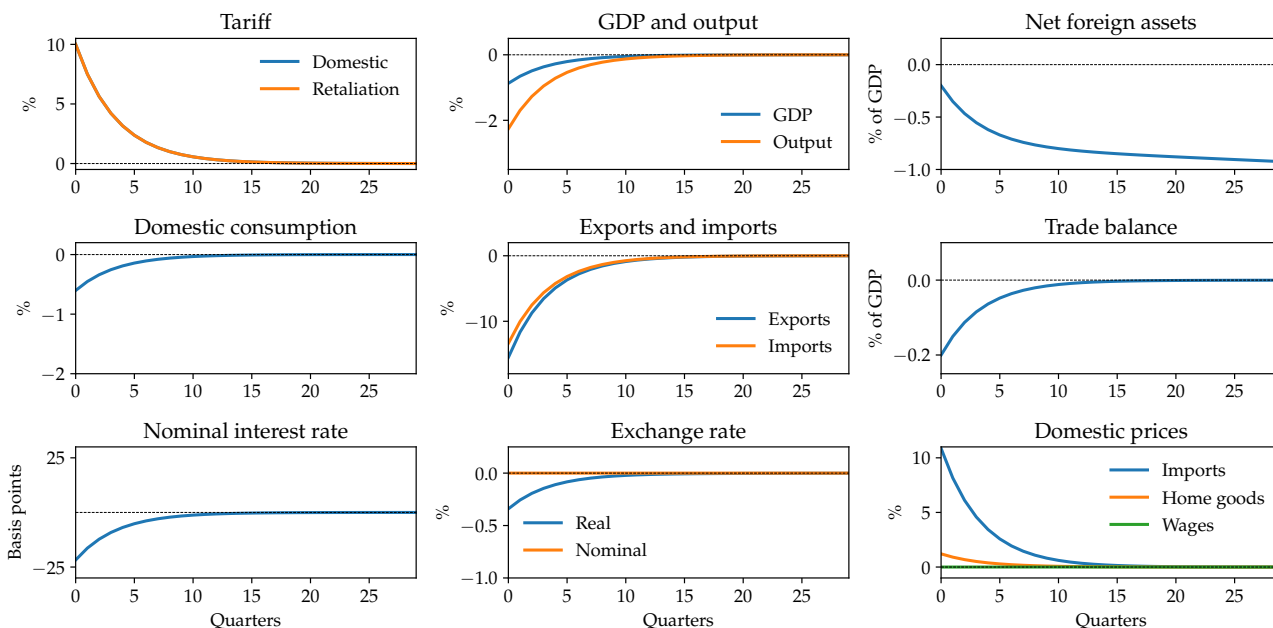 Tariff
10
5
0
%
Domestic
Retaliation
0 5 10 15 20 25
GDP and output
0
−2
%
GDP
Output
0 5 10 15 20 25
Net foreign assets
0.0
−0.5
−1.0
% of GDP
0 5 10 15 20 25
Domestic consumption
0
−1
−2
%
0 5 10 15 20 25
Exports and imports
0
−10
%
Exports
Imports
0 5 10 15 20 25
Trade balance
0.0
−0.2
% of GDP
0 5 10 15 20 25
Nominal interest rate
25
−25
Basis points
0 5 10 15 20 25
Quarters
Exchange rate
0.0
−0.5
−1.0
%
Real
Nominal
0 5 10 15 20 25
Quarters
Domestic prices
10
5
0
%
Imports
Home goods
Wages
0 5 10 15 20 25
Quarters